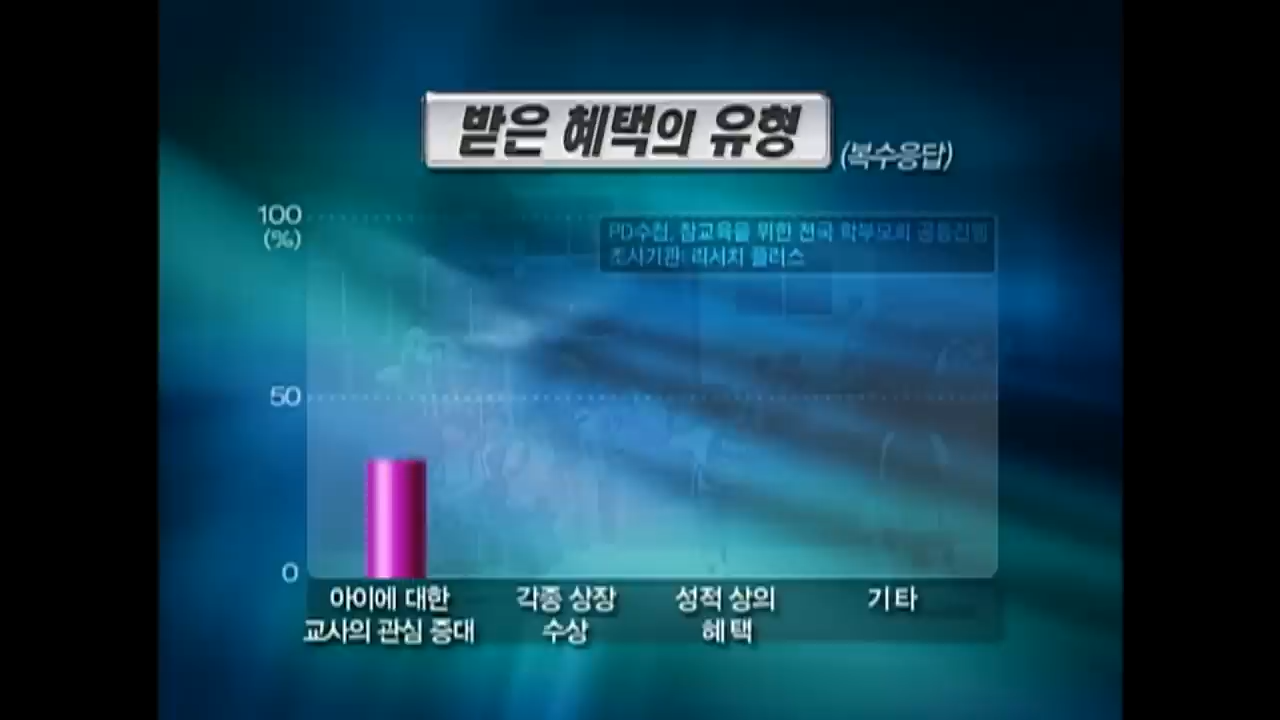 받은 혜택의 유형
(복수응답)
100
(%)
PD수첩, 참교육을 위한 전국 학부모회 공동진행
조사기관: 리서치 플러스
50
0
아이에 대한
교사의 관심 증대
각종 상장
수상
성적 상의
혜택
기타